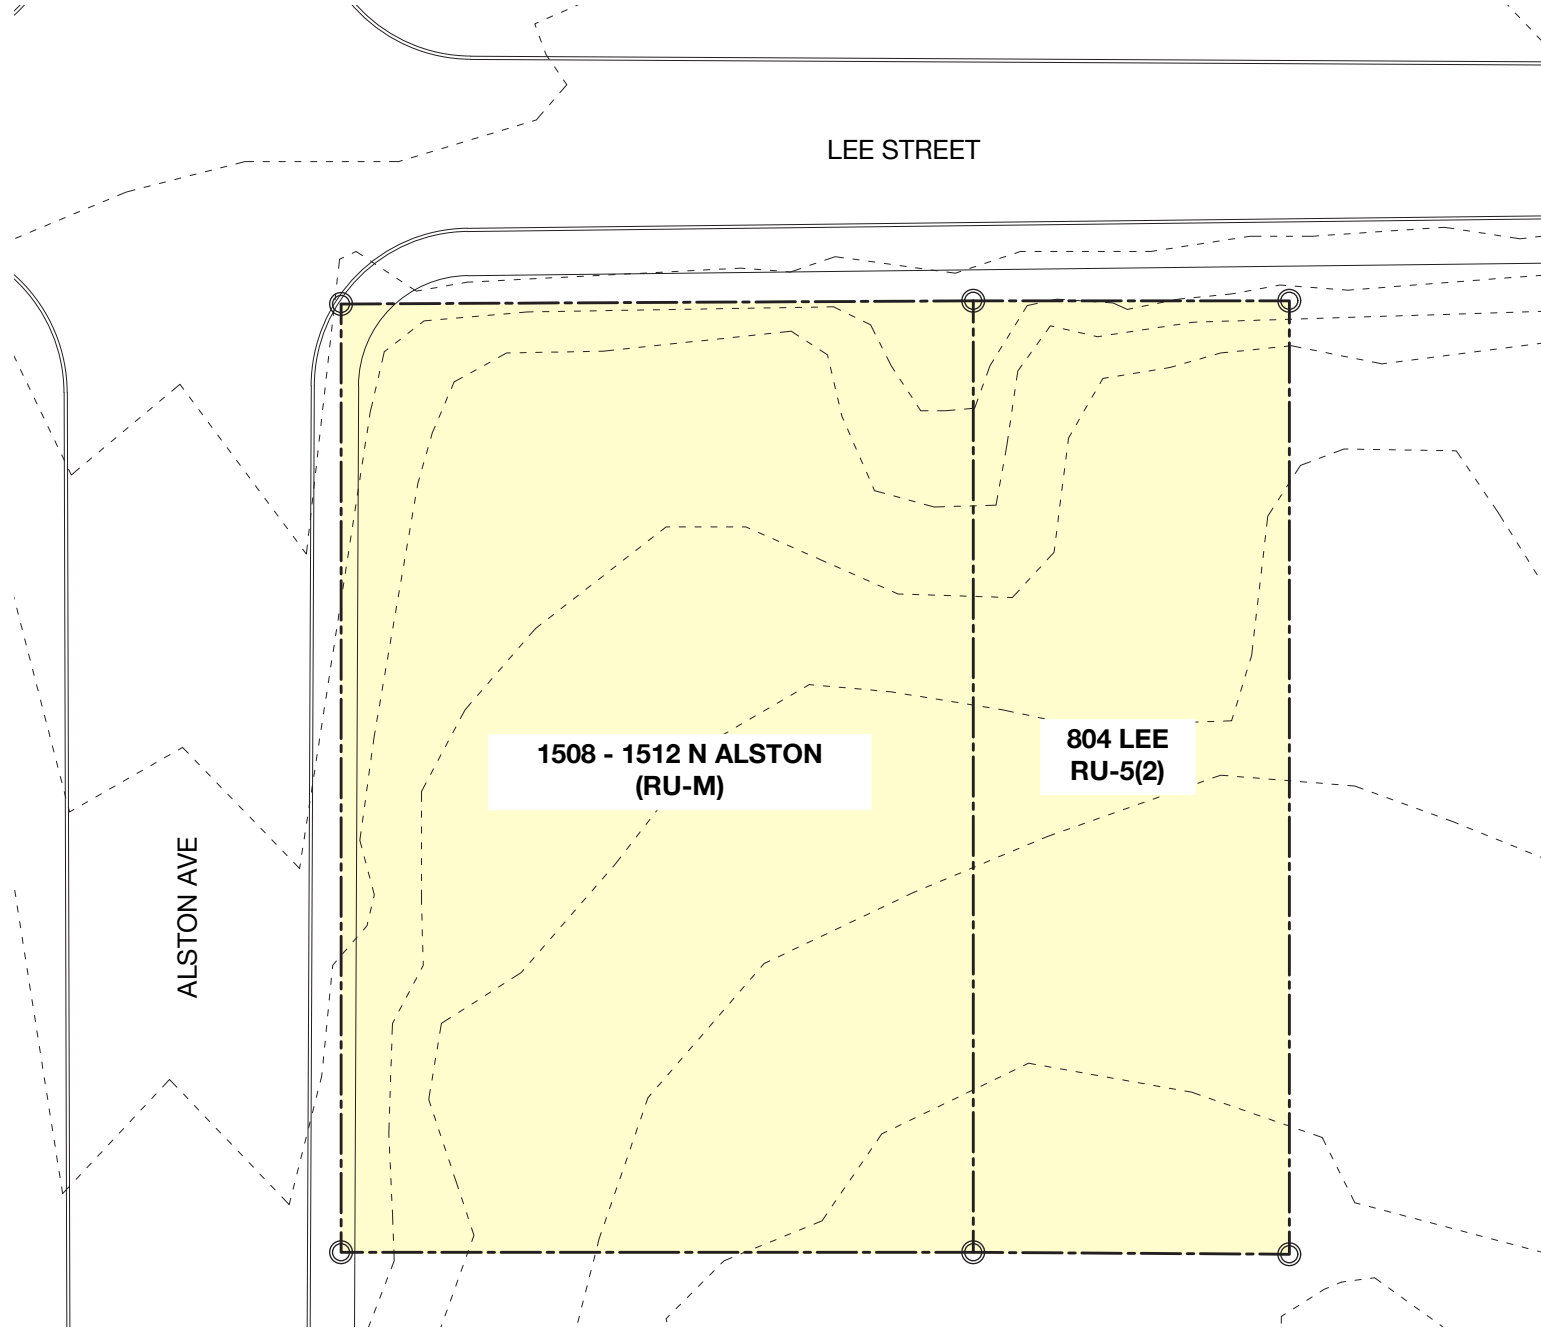 LEE STREET
1508 - 1512 N ALSTON
(RU-M)
804 LEE
RU-5(2)
ALSTON AVE